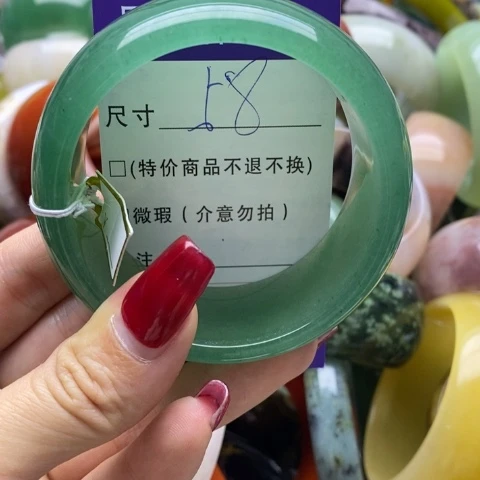 尺寸 58
□(特价商品不退不换)
微瑕(介意勿拍)
注